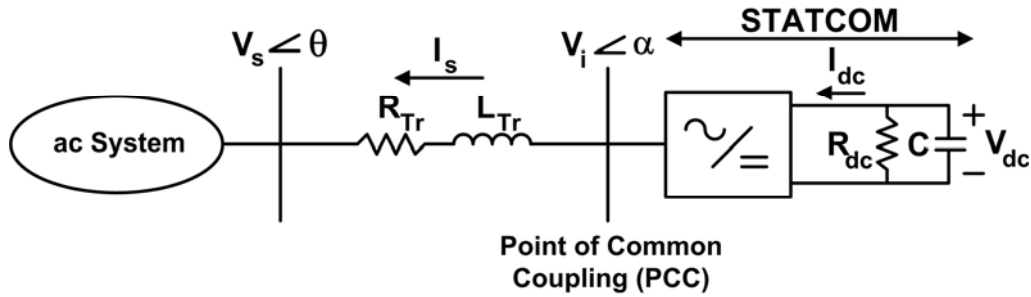 STATCOM
Vs∠θ
Vi∠α
Is
Idc
RTr
LTr
ac System
Rdc
C
+
Vdc
−
Point of Common
Coupling (PCC)